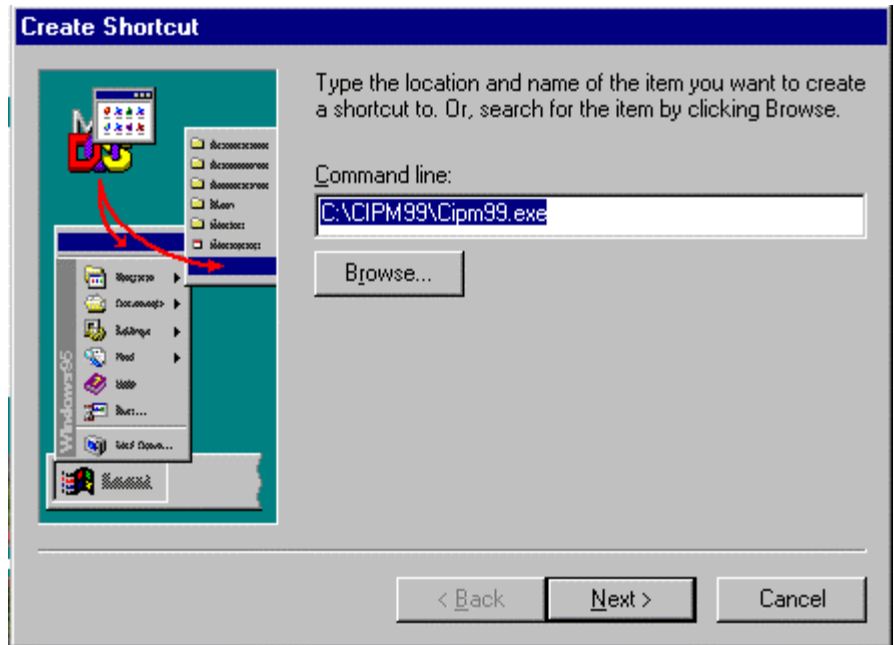 Create Shortcut
Type the location and name of the item you want to create
a shortcut to. Or, search for the item by clicking Browse.
Command line:
C:\CIPM99\Cipm99.exe
Browse...
Windows95
< Back
Next >
Cancel